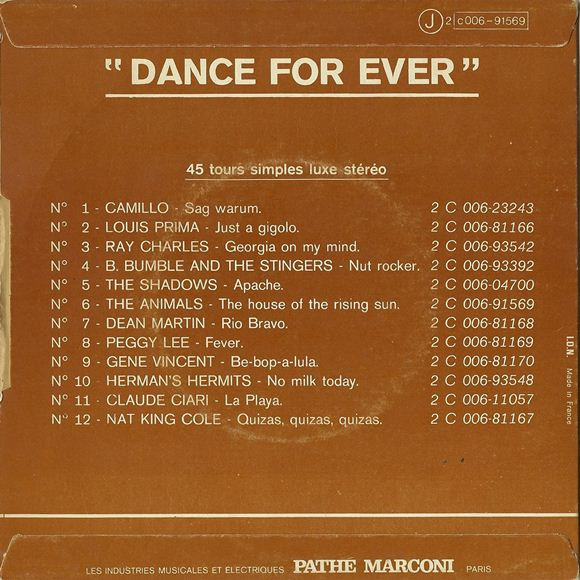 J 2 c006-91569
" DANCE FOR EVER "
45 tours simples luxe stéréo
N° 1 - CAMILLO - Sag warum. 2 C 006-23243
N° 2 - LOUIS PRIMA - Just a gigolo. 2 C 006-81166
N° 3 - RAY CHARLES - Georgia on my mind. 2 C 006-93542
N° 4 - B. BUMBLE AND THE STINGERS - Nut rocker. 2 C 006-93392
N° 5 - THE SHADOWS - Apache. 2 C 006-04700
N° 6 - THE ANIMALS - The house of the rising sun. 2 C 006-91569
N° 7 - DEAN MARTIN - Rio Bravo. 2 C 006-81168
N° 8 - PEGGY LEE - Fever. 2 C 006-81169
N° 9 - GENE VINCENT - Be-bop-a-lula. 2 C 006-81170
N° 10 - HERMAN'S HERMITS - No milk today. 2 C 006-93548
N° 11 - CLAUDE CIARI - La Playa. 2 C 006-11057
N° 12 - NAT KING COLE - Quizas, quizas, quizas. 2 C 006-81167
I.D.N. Made in France
LES INDUSTRIES MUSICALES ET ELECTRIQUES PATHÉ MARCONI PARIS